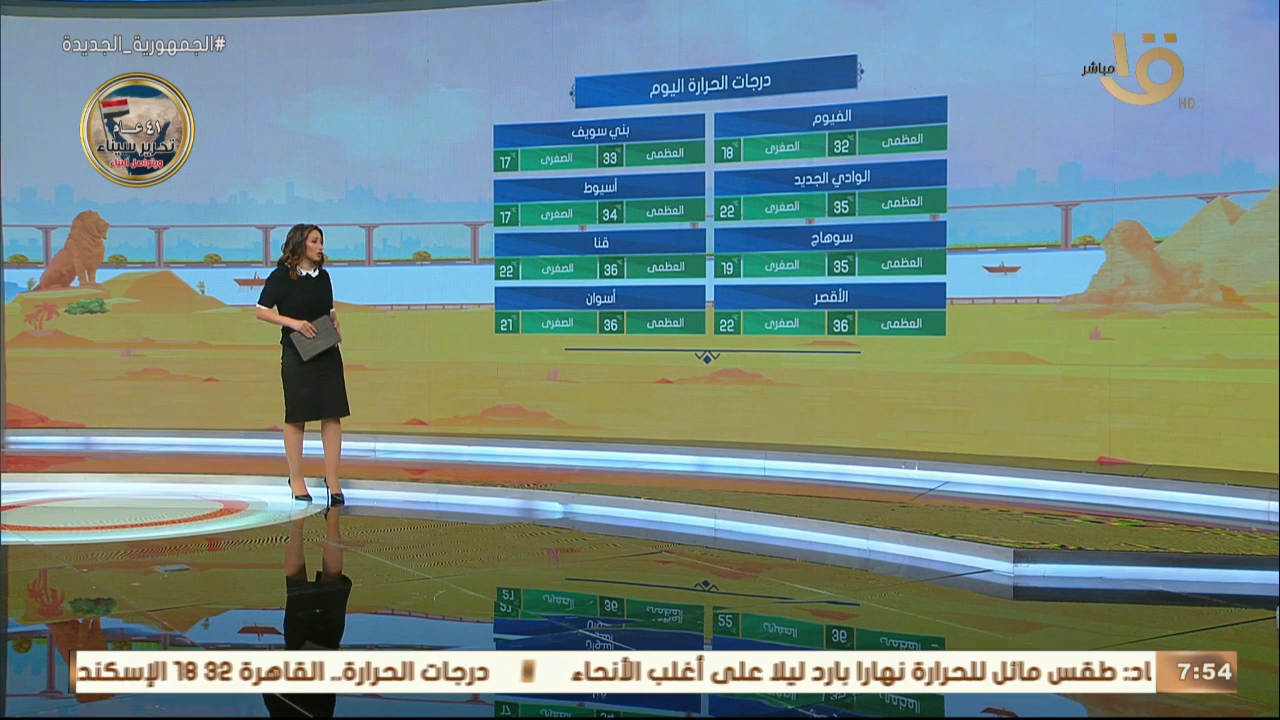 #الجمهورية_الجديدة
مباشر
HD
٤١ عـــام
تحرير سيناء
درجات الحرارة اليوم
الفيوم
العظمى 32 الصغرى 18
بني سويف
العظمى 33 الصغرى 17
الوادي الجديد
العظمى 35 الصغرى 22
أسيوط
العظمى 34 الصغرى 17
سوهاج
العظمى 35 الصغرى 19
قنا
العظمى 36 الصغرى 22
الأقصر
العظمى 36 الصغرى 22
أسوان
العظمى 36 الصغرى 21
7:54
ـاد: طقس مائل للحرارة نهارا بارد ليلا على أغلب الأنحاء درجات الحرارة.. القاهرة 32 18 الإسكند